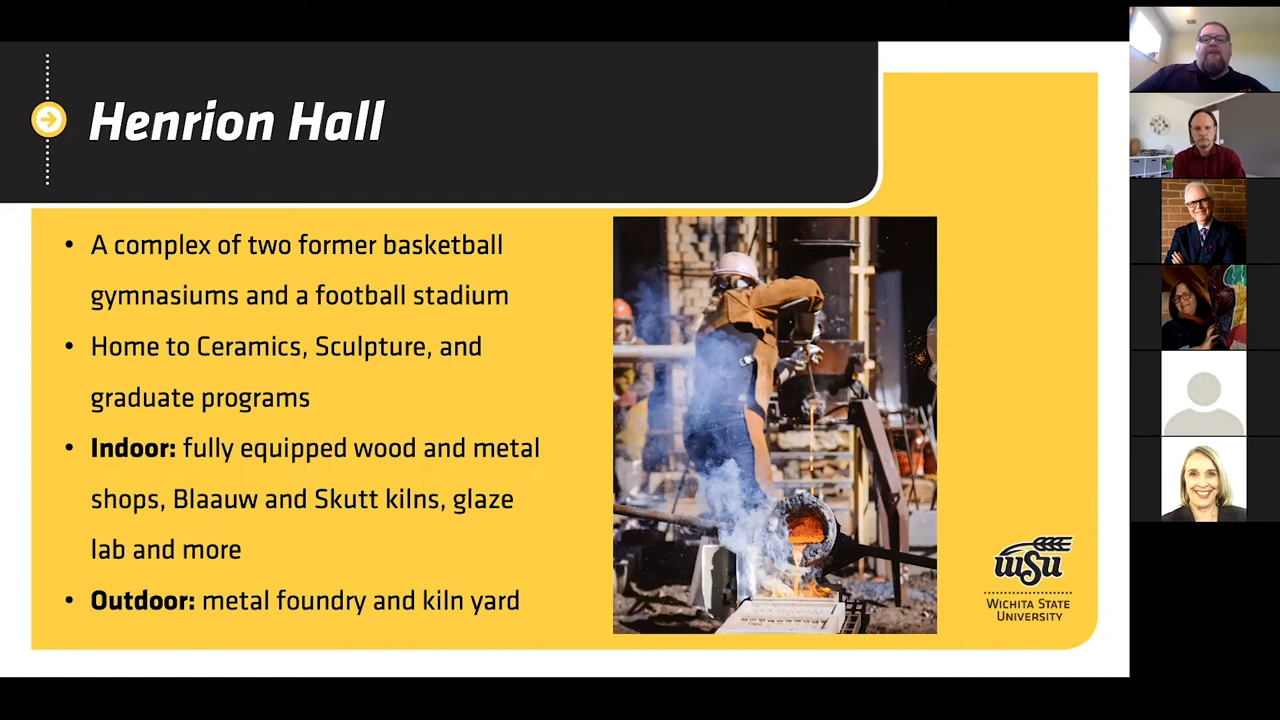 Henrion Hall
• A complex of two former basketball
gymnasiums and a football stadium
• Home to Ceramics, Sculpture, and
graduate programs
• Indoor: fully equipped wood and metal
shops, Blaauw and Skutt kilns, glaze
lab and more
• Outdoor: metal foundry and kiln yard
wsu
WICHITA STATE
UNIVERSITY